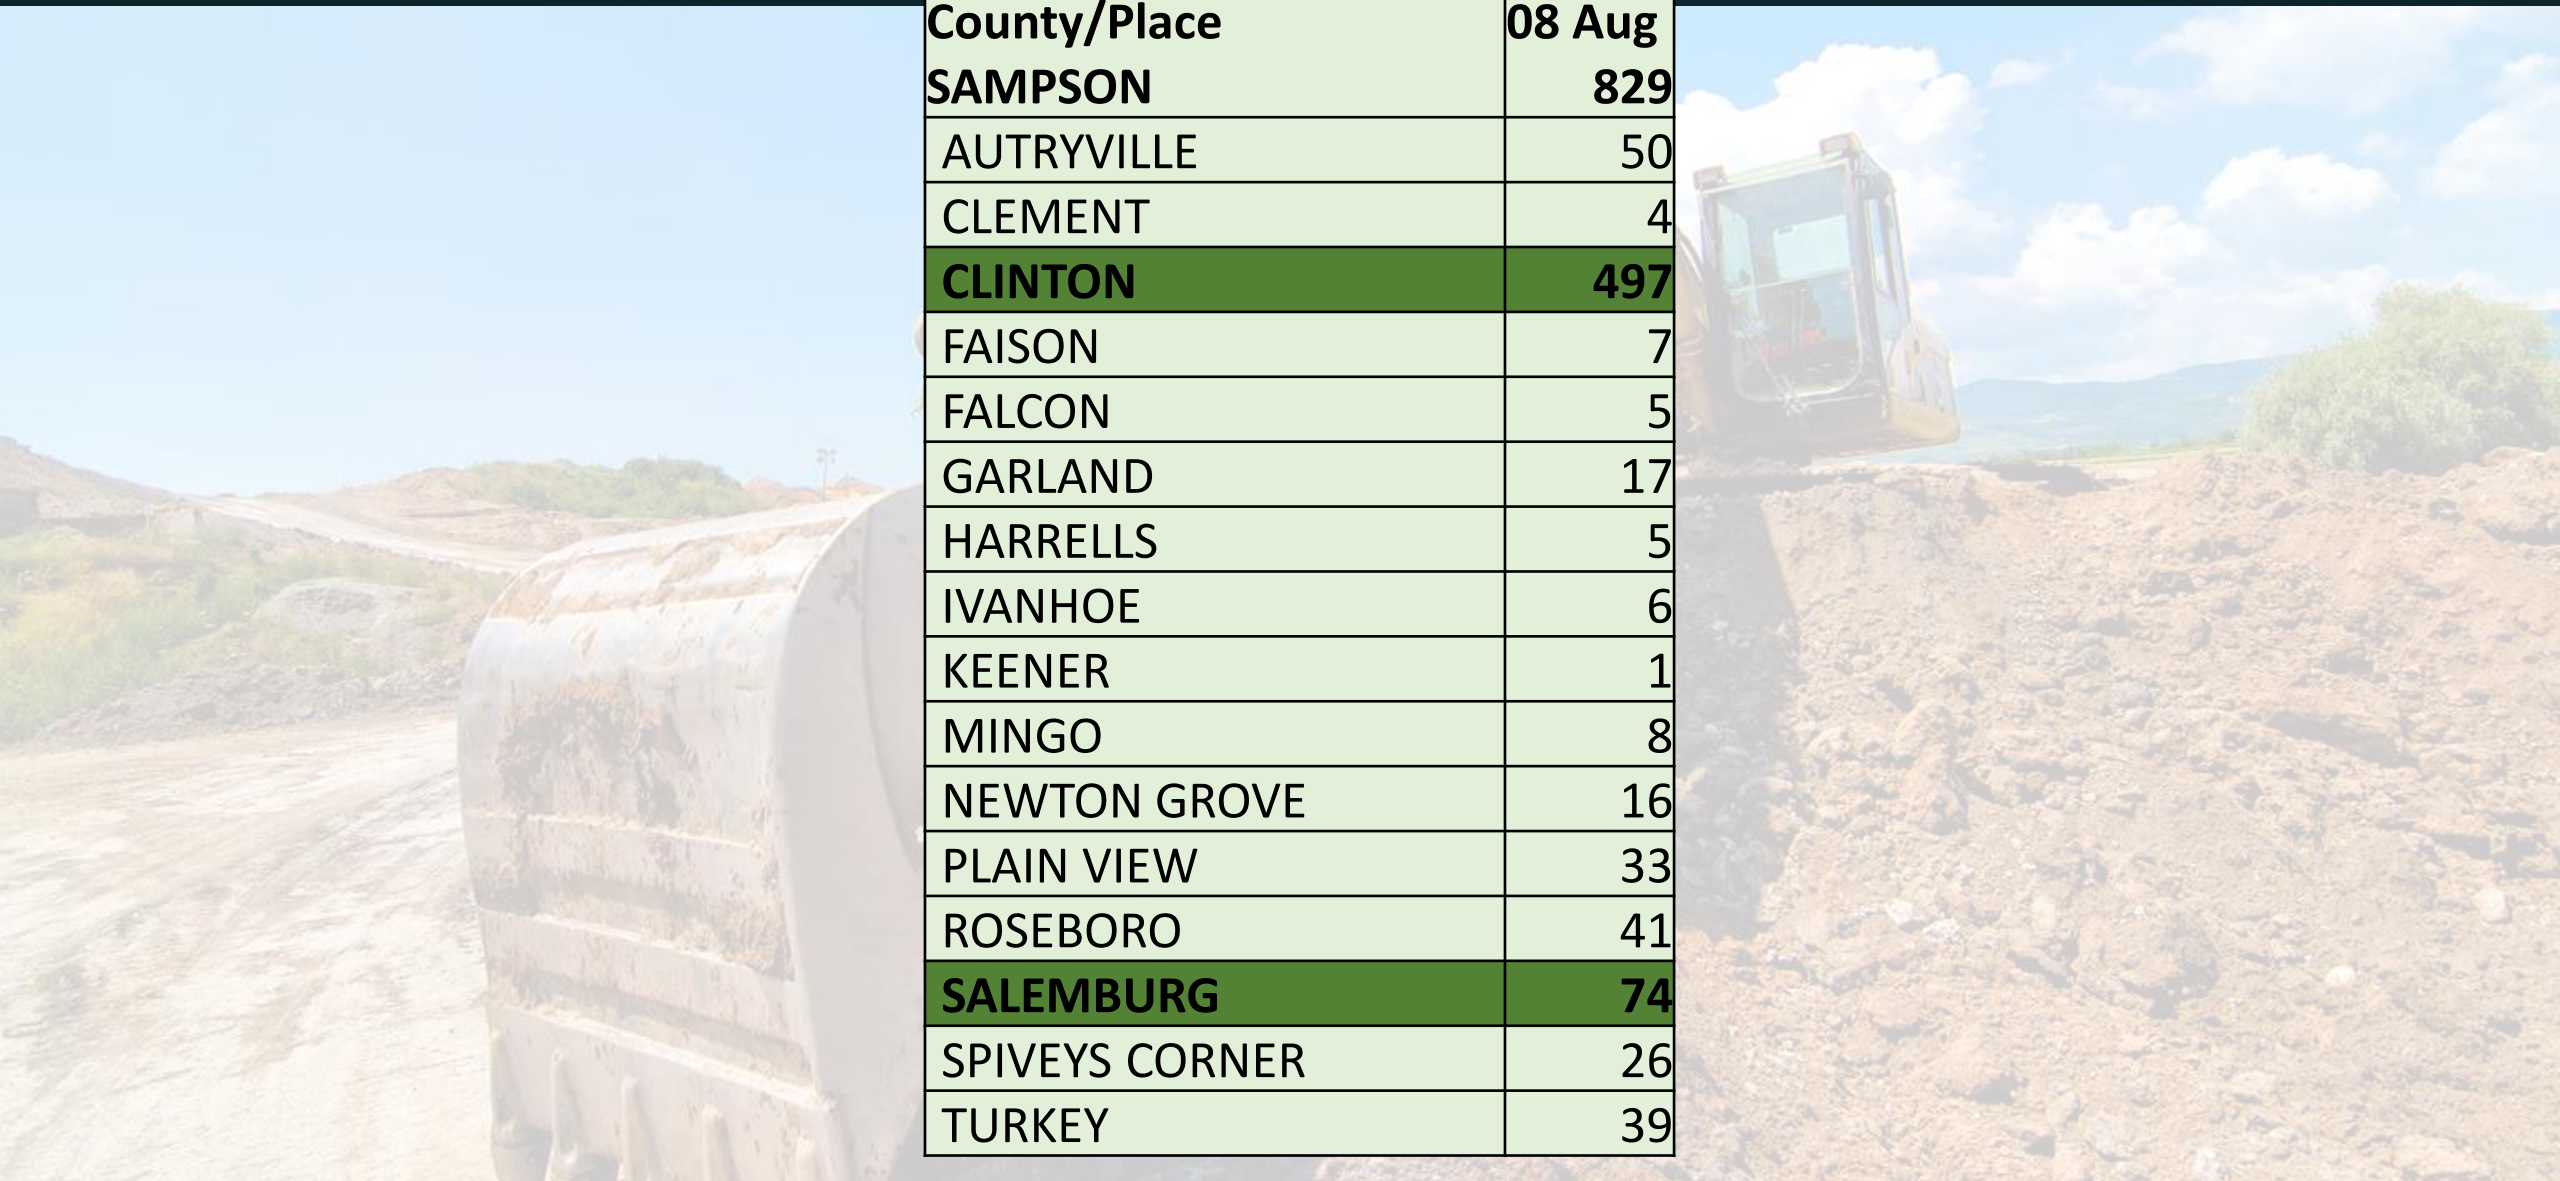 County/Place 08 Aug
SAMPSON 829
AUTRYVILLE 50
CLEMENT 4
CLINTON 497
FAISON 7
FALCON 5
GARLAND 17
HARRELLS 5
IVANHOE 6
KEENER 1
MINGO 8
NEWTON GROVE 16
PLAIN VIEW 33
ROSEBORO 41
SALEMBURG 74
SPIVEYS CORNER 26
TURKEY 39